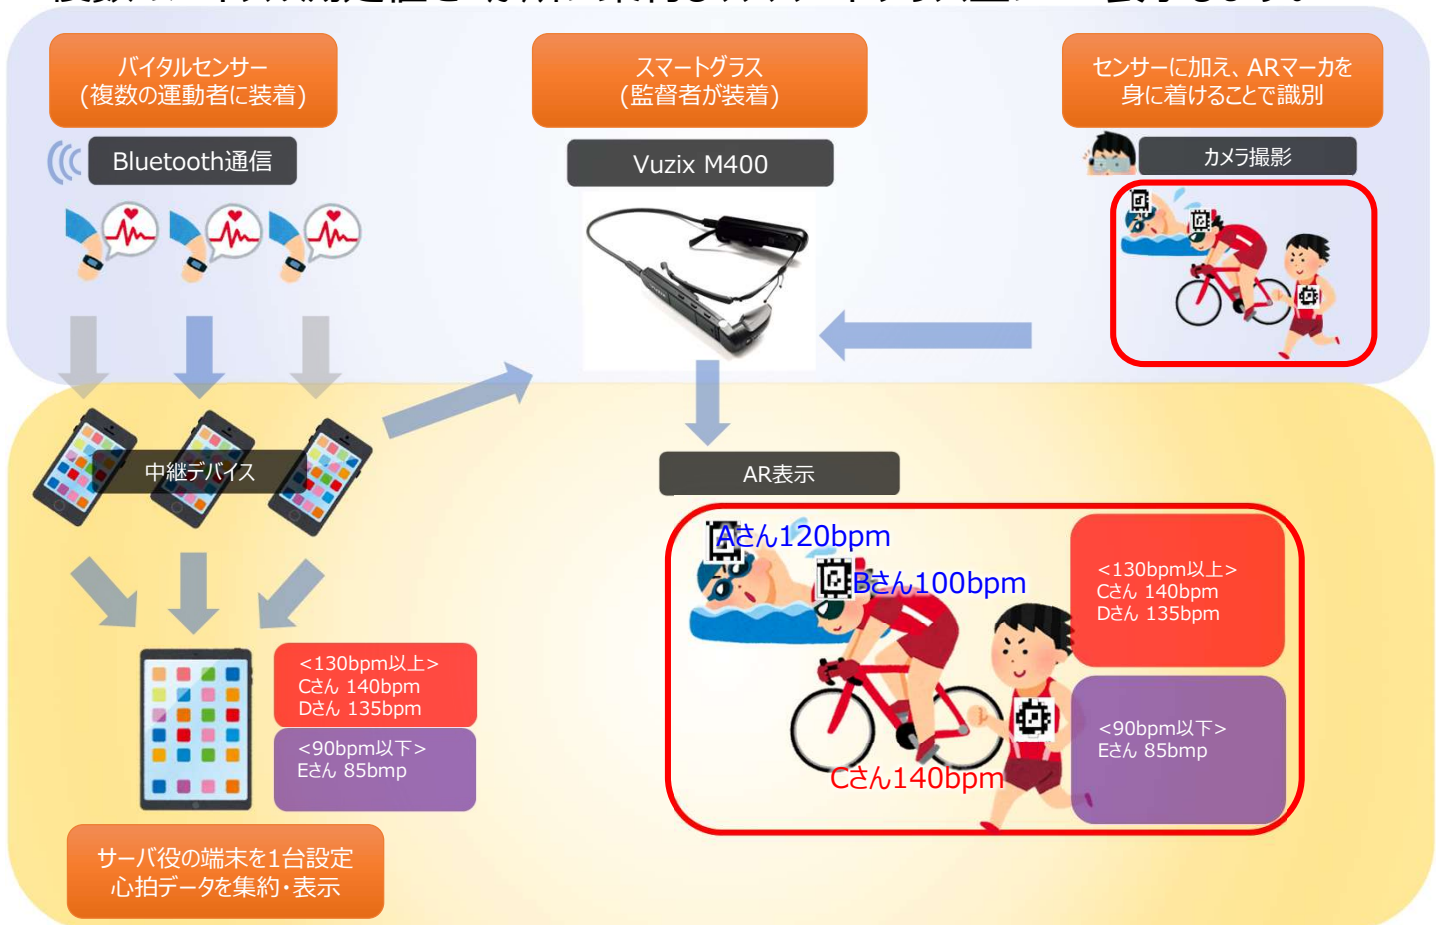 バイタルセンサー
(複数の運動者に装着)
スマートグラス
(監督者が装着)
センサーに加え、ARマーカを
身に着けることで識別
Bluetooth通信
Vuzix M400
カメラ撮影
中継デバイス
AR表示
Aさん120bpm
Bさん100bpm
Cさん140bpm
<130bpm以上>
Cさん 140bpm
Dさん 135bpm
<90bpm以下>
Eさん 85bmp
<130bpm以上>
Cさん 140bpm
Dさん 135bpm
<90bpm以下>
Eさん 85bmp
サーバ役の端末を1台設定
心拍データを集約・表示